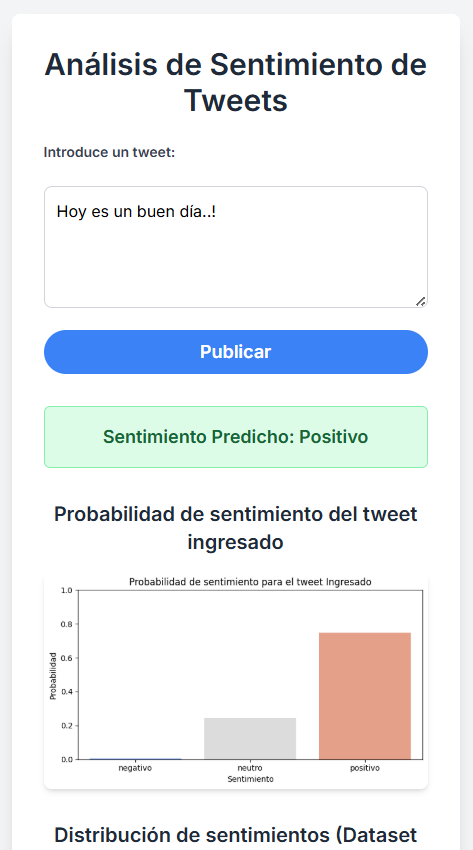 Análisis de Sentimiento de
Tweets
Introduce un tweet:
Hoy es un buen día..!
Publicar
Sentimiento Predicho: Positivo
Probabilidad de sentimiento del tweet
ingresado
Probabilidad de sentimiento para el tweet Ingresado
1.0
0.8
0.6
0.4
0.2
0.0
Probabilidad
negativo neutro positivo
Sentimiento
Distribución de sentimientos (Dataset